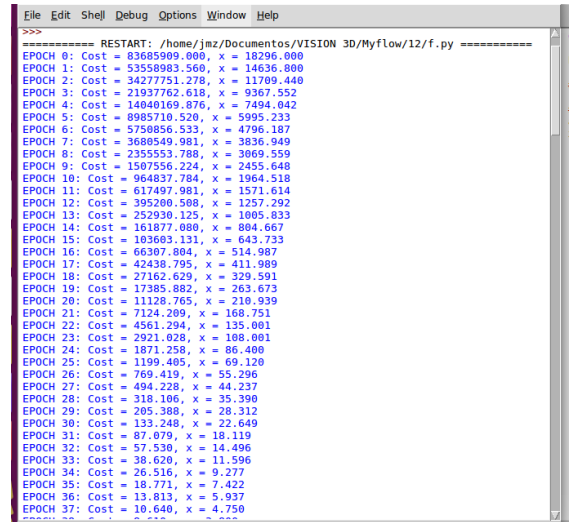 File Edit Shell Debug Options Window Help
>>>
=========== RESTART: /home/jmz/Documentos/VISION 3D/Myflow/12/f.py ===========
EPOCH 0: Cost = 83685909.000, x = 18296.000
EPOCH 1: Cost = 53558983.560, x = 14636.800
EPOCH 2: Cost = 34277751.278, x = 11709.440
EPOCH 3: Cost = 21937762.618, x = 9367.552
EPOCH 4: Cost = 14040169.876, x = 7494.042
EPOCH 5: Cost = 8985710.520, x = 5995.233
EPOCH 6: Cost = 5750856.533, x = 4796.187
EPOCH 7: Cost = 3680549.981, x = 3836.949
EPOCH 8: Cost = 2355553.788, x = 3069.559
EPOCH 9: Cost = 1507556.224, x = 2455.648
EPOCH 10: Cost = 964837.784, x = 1964.518
EPOCH 11: Cost = 617497.981, x = 1571.614
EPOCH 12: Cost = 395200.508, x = 1257.292
EPOCH 13: Cost = 252930.125, x = 1005.833
EPOCH 14: Cost = 161877.080, x = 804.667
EPOCH 15: Cost = 103603.131, x = 643.733
EPOCH 16: Cost = 66307.804, x = 514.987
EPOCH 17: Cost = 42438.795, x = 411.989
EPOCH 18: Cost = 27162.629, x = 329.591
EPOCH 19: Cost = 17385.882, x = 263.673
EPOCH 20: Cost = 11128.765, x = 210.939
EPOCH 21: Cost = 7124.209, x = 168.751
EPOCH 22: Cost = 4561.294, x = 135.001
EPOCH 23: Cost = 2921.028, x = 108.001
EPOCH 24: Cost = 1871.258, x = 86.400
EPOCH 25: Cost = 1199.405, x = 69.120
EPOCH 26: Cost = 769.419, x = 55.296
EPOCH 27: Cost = 494.228, x = 44.237
EPOCH 28: Cost = 318.106, x = 35.390
EPOCH 29: Cost = 205.388, x = 28.312
EPOCH 30: Cost = 133.248, x = 22.649
EPOCH 31: Cost = 87.079, x = 18.119
EPOCH 32: Cost = 57.530, x = 14.496
EPOCH 33: Cost = 38.620, x = 11.596
EPOCH 34: Cost = 26.516, x = 9.277
EPOCH 35: Cost = 18.771, x = 7.422
EPOCH 36: Cost = 13.813, x = 5.937
EPOCH 37: Cost = 10.640, x = 4.750